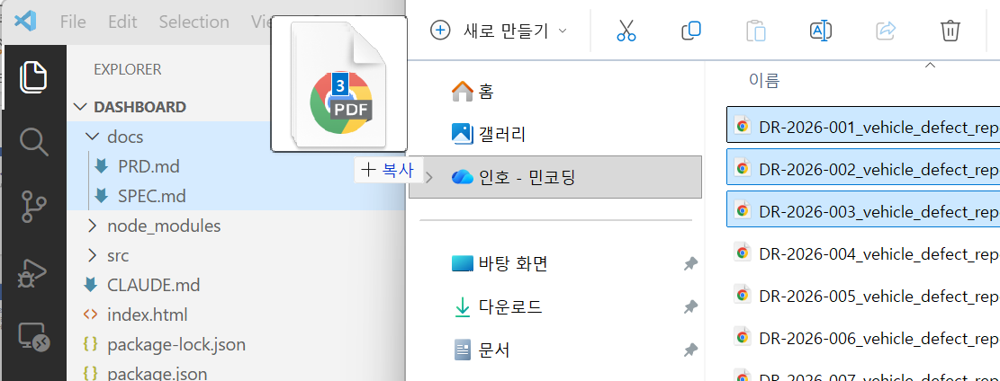 File Edit Selection
EXPLORER
DASHBOARD
docs
PRD.md
SPEC.md
node_modules
src
CLAUDE.md
index.html
package-lock.json
package.json
3
PDF
복사
새로 만들기
홈
갤러리
인호 - 민코딩
바탕 화면
다운로드
문서
이름
DR-2026-001_vehicle_defect_rep
DR-2026-002_vehicle_defect_rep
DR-2026-003_vehicle_defect_rep
DR-2026-004_vehicle_defect_rep
DR-2026-005_vehicle_defect_rep
DR-2026-006_vehicle_defect_rep
DR-2026-007_vehicle_defect_rep